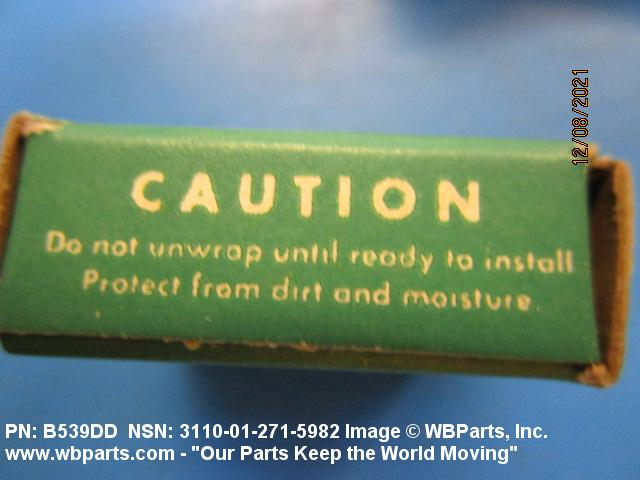 12/08/2021
CAUTION
Do not unwrap until ready to install
Protect from dirt and moisture.
PN: B539DD NSN: 3110-01-271-5982 Image © WBParts, Inc.
www.wbparts.com - "Our Parts Keep the World Moving"